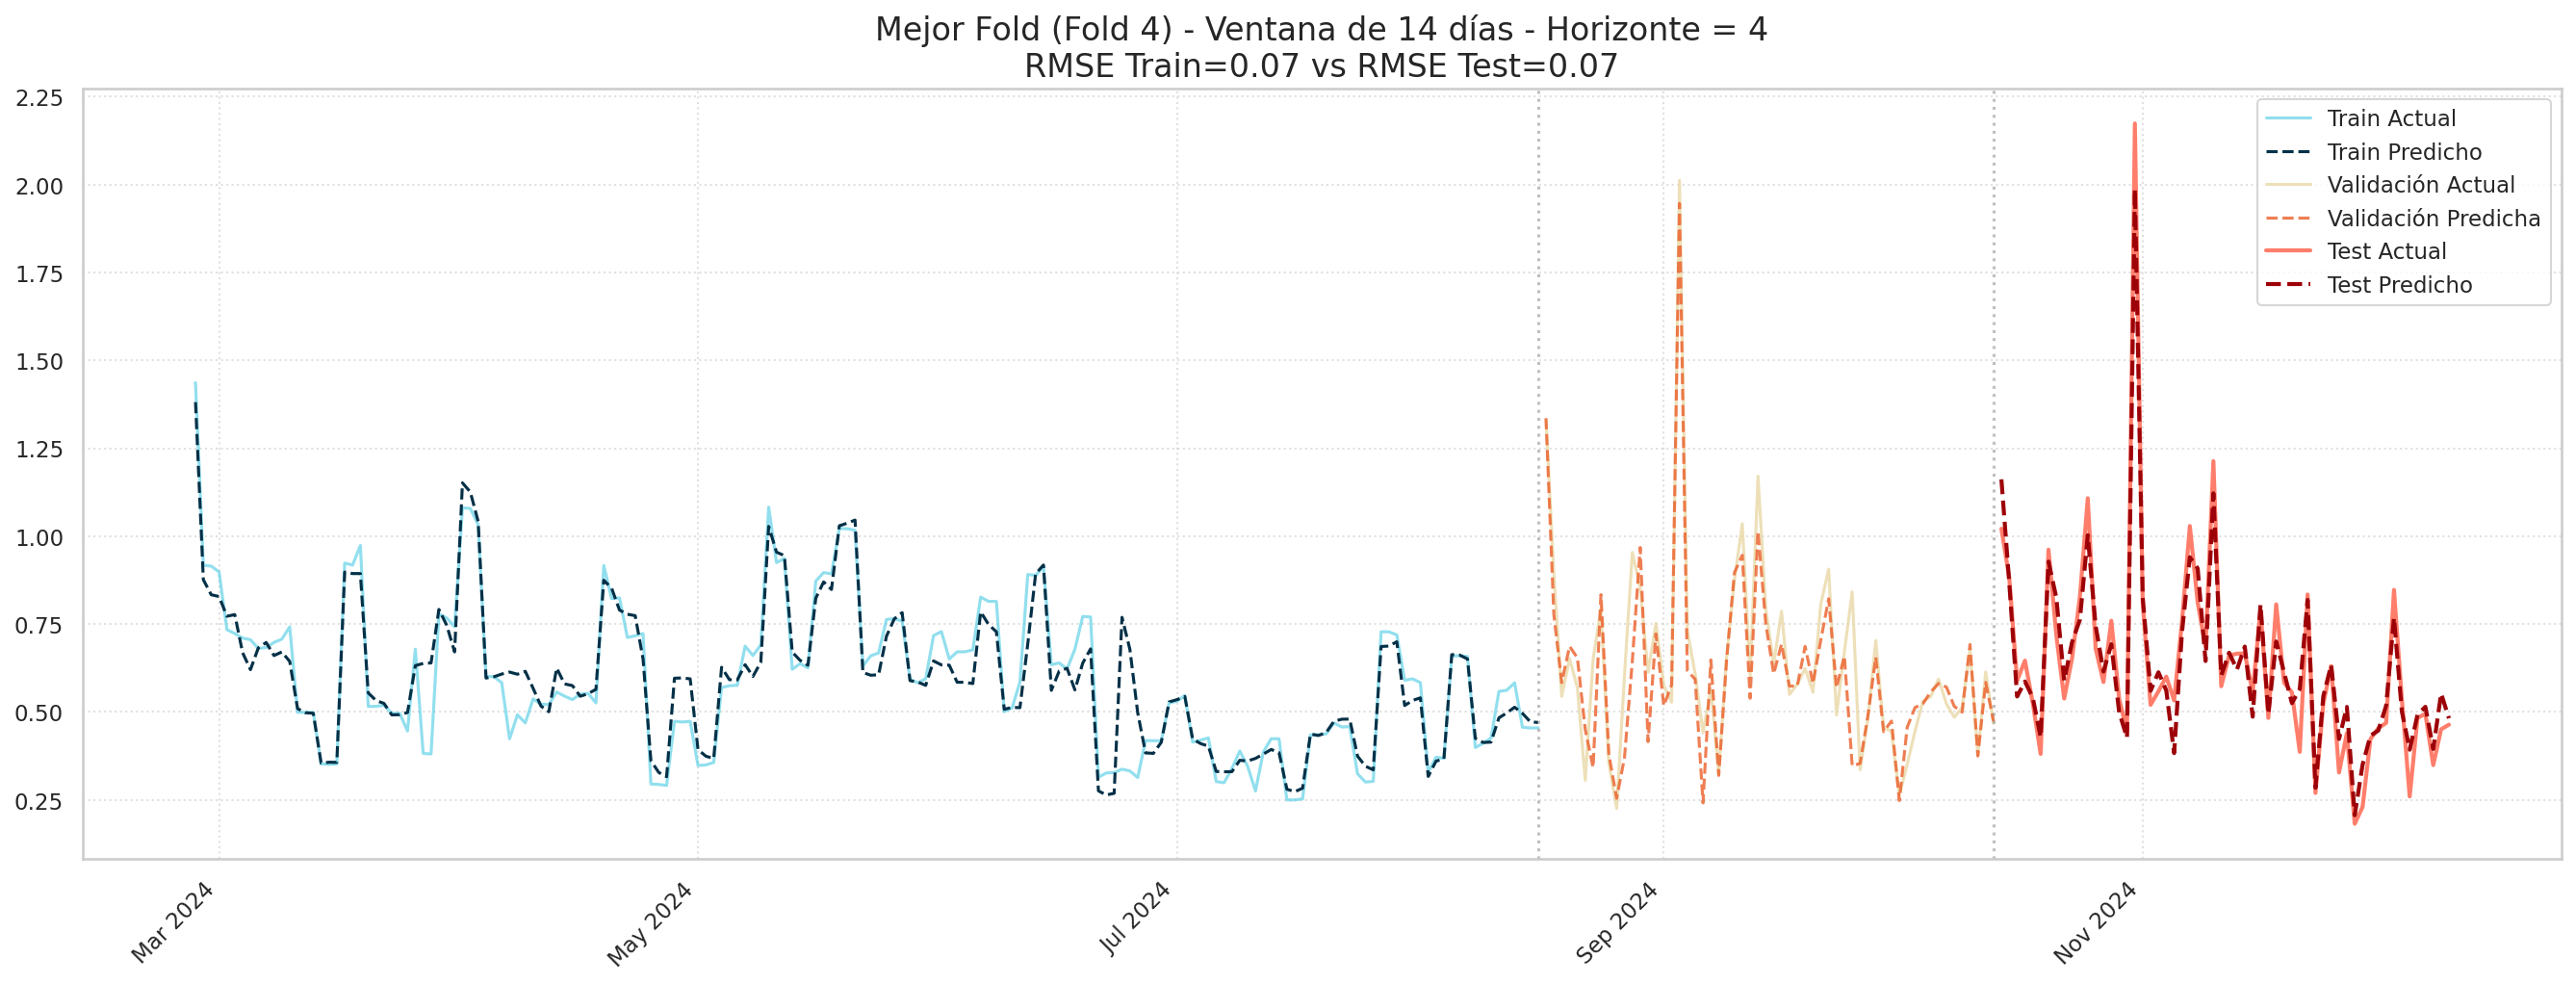 Mejor Fold (Fold 4) - Ventana de 14 días - Horizonte = 4
RMSE Train=0.07 vs RMSE Test=0.07
2.25
2.00
1.75
1.50
1.25
1.00
0.75
0.50
0.25
Train Actual
Train Predicho
Validación Actual
Validación Predicha
Test Actual
Test Predicho
Mar 2024
May 2024
Jul 2024
Sep 2024
Nov 2024